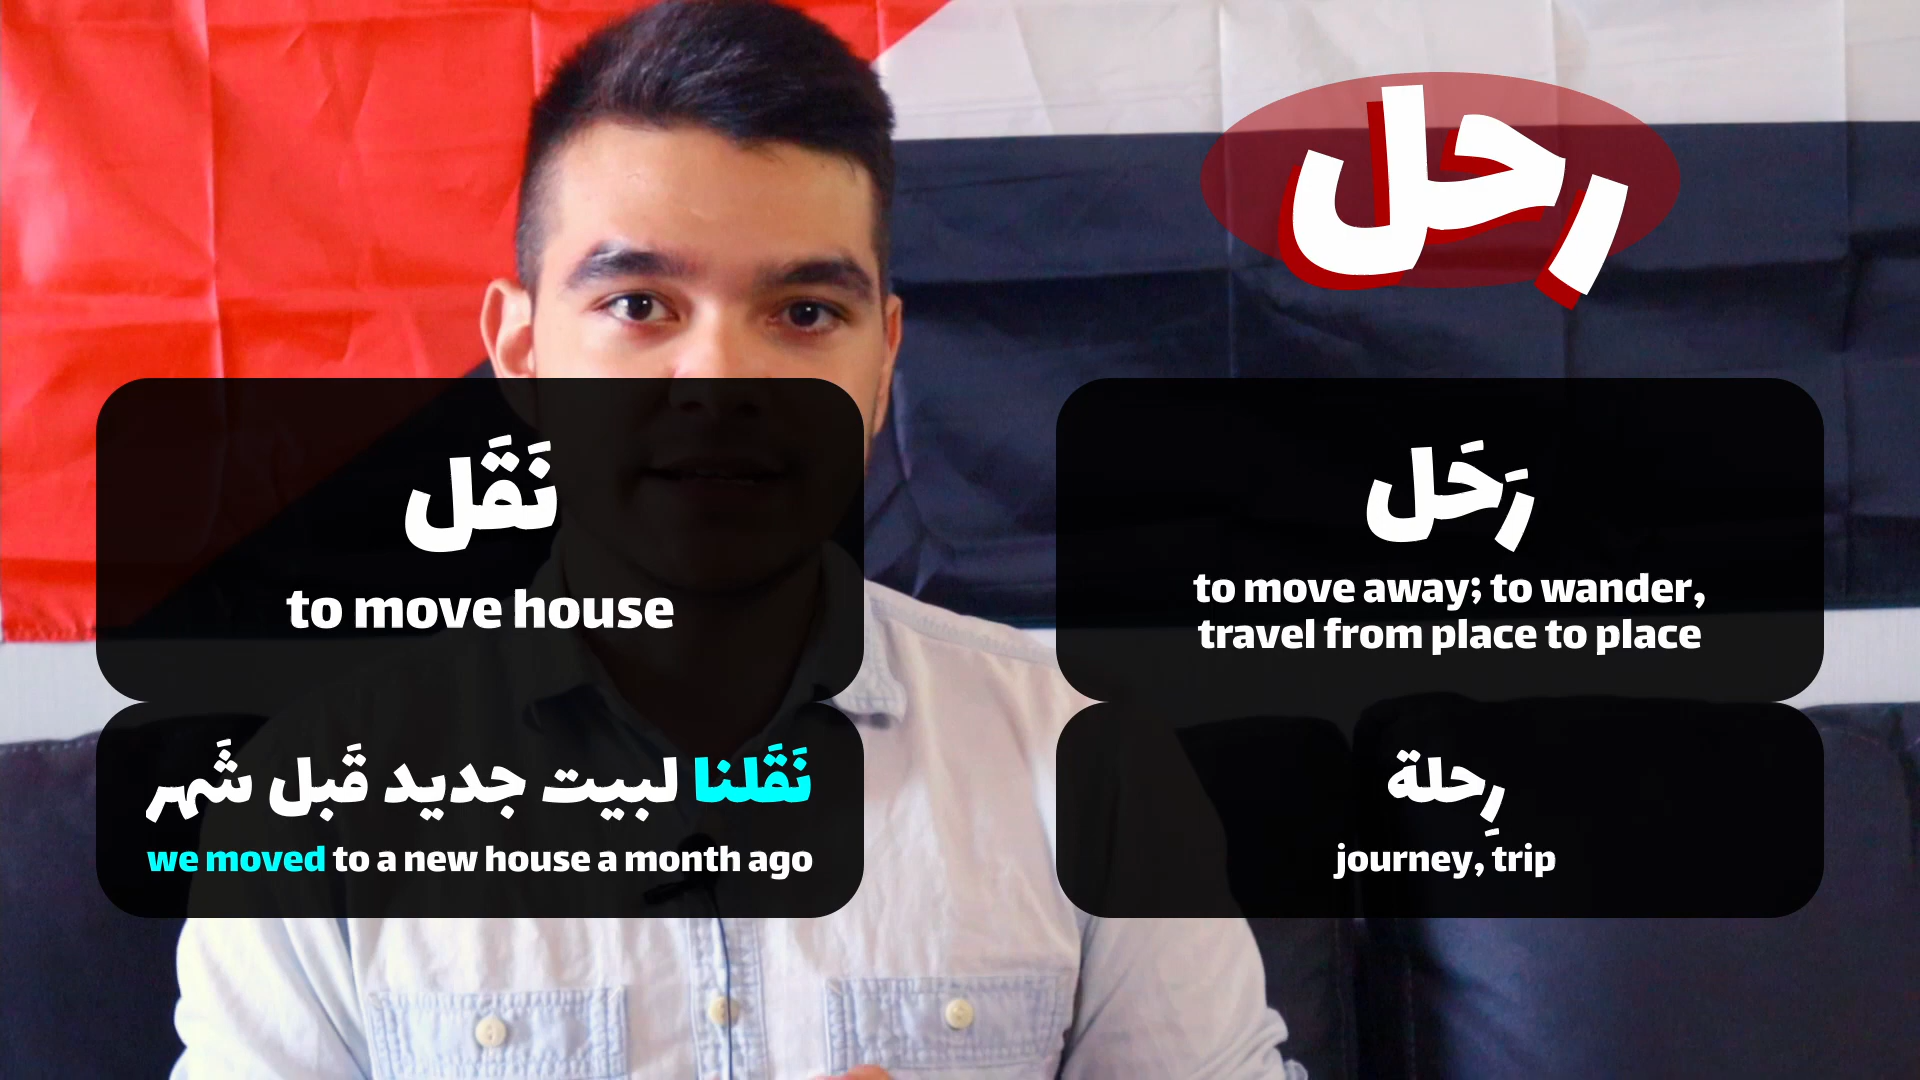 رحل
نَقَل
to move house
نَقَلنا لبيت جديد قَبل شَهر
we moved to a new house a month ago
رَحَل
to move away; to wander,
travel from place to place
رِحلة
journey, trip